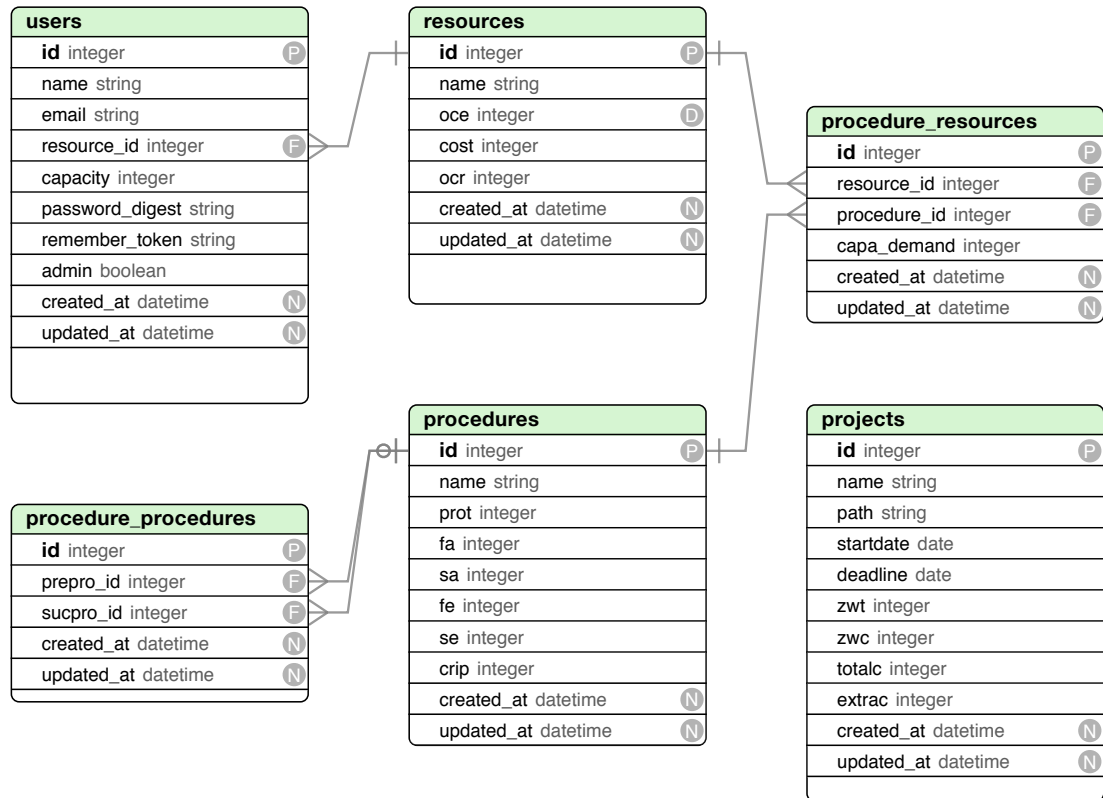 users
id integer P
name string
email string
resource_id integer F
capacity integer
password_digest string
remember_token string
admin boolean
created_at datetime N
updated_at datetime N
resources
id integer P
name string
oce integer D
cost integer
ocr integer
created_at datetime N
updated_at datetime N
procedure_resources
id integer P
resource_id integer F
procedure_id integer F
capa_demand integer
created_at datetime N
updated_at datetime N
procedure_procedures
id integer P
prepro_id integer F
sucpro_id integer F
created_at datetime N
updated_at datetime N
procedures
id integer P
name string
prot integer
fa integer
sa integer
fe integer
se integer
crip integer
created_at datetime N
updated_at datetime N
projects
id integer P
name string
path string
startdate date
deadline date
zwt integer
zwc integer
totalc integer
extrac integer
created_at datetime N
updated_at datetime N